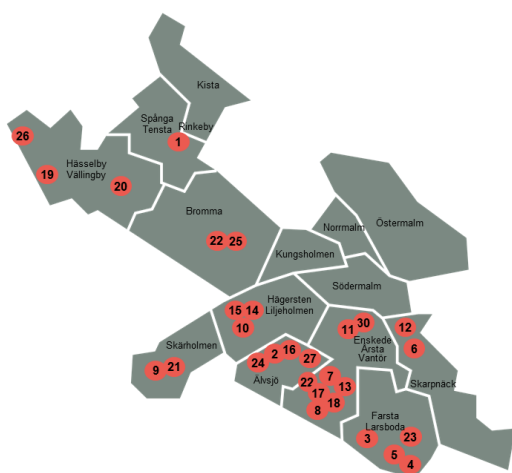 Kista
Spånga
Tensta
Rinkeby
1
26
Hässelby
Vällingby
19
20
Bromma
22 25
Norrmalm
Östermalm
Kungsholmen
Södermalm
Hägersten
Liljeholmen
15 14
10
Skärholmen
9 21
11 30
Enskede
Årsta
Vantör
12
6
Skarpnäck
24 2 16 27
Älvsjö
22 7
17 13
8 18
Farsta
Larsboda
3 23
5 4